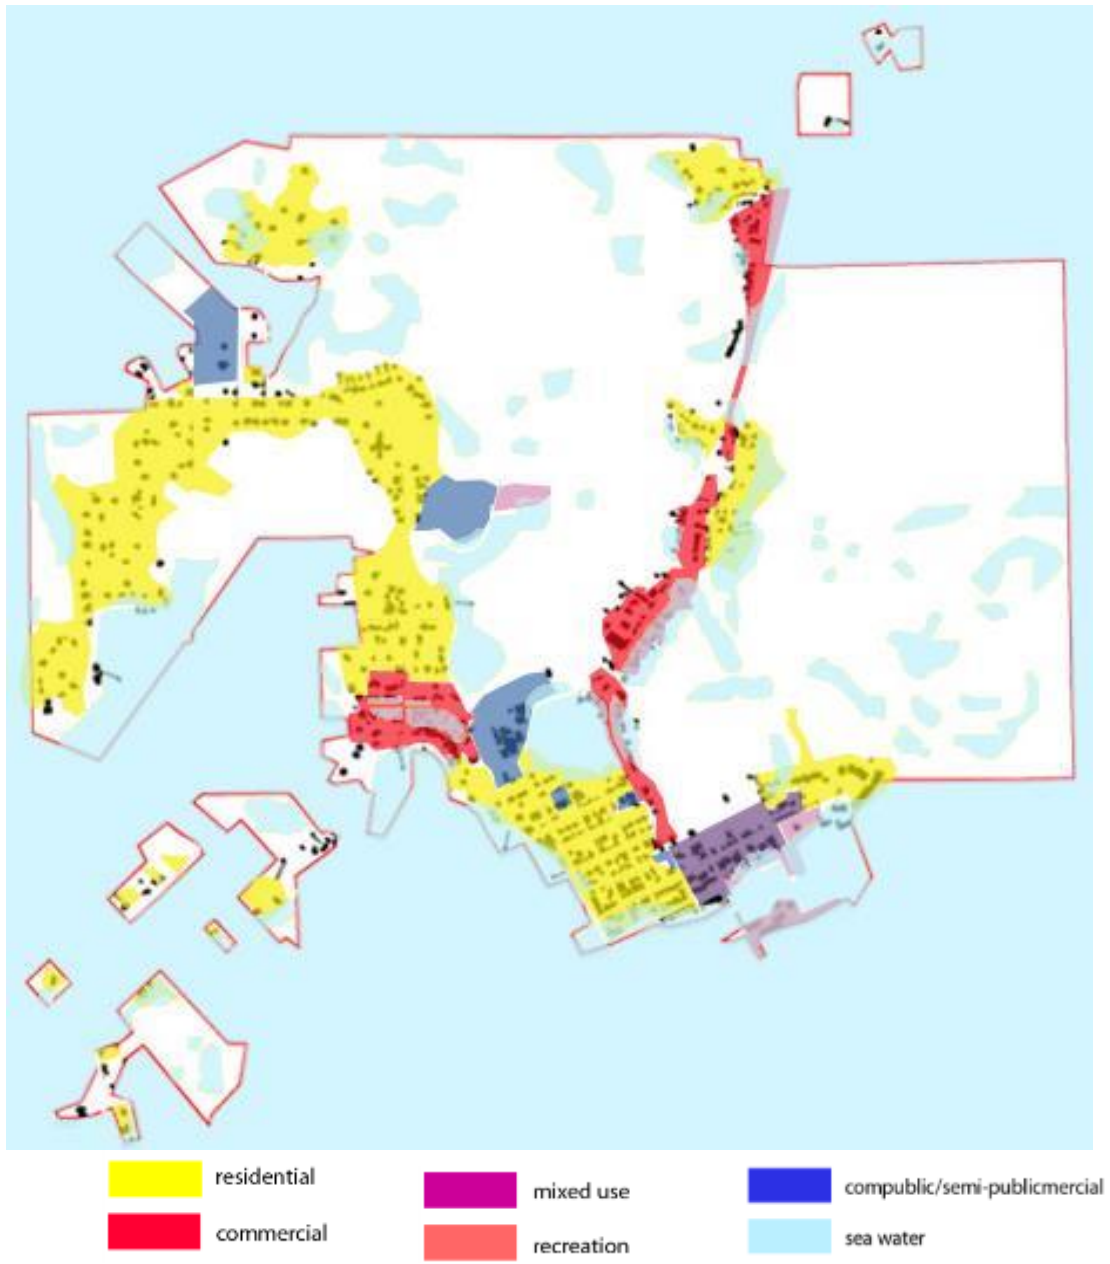 residential
mixed use
compublic/semi-publicmercial
commercial
recreation
sea water